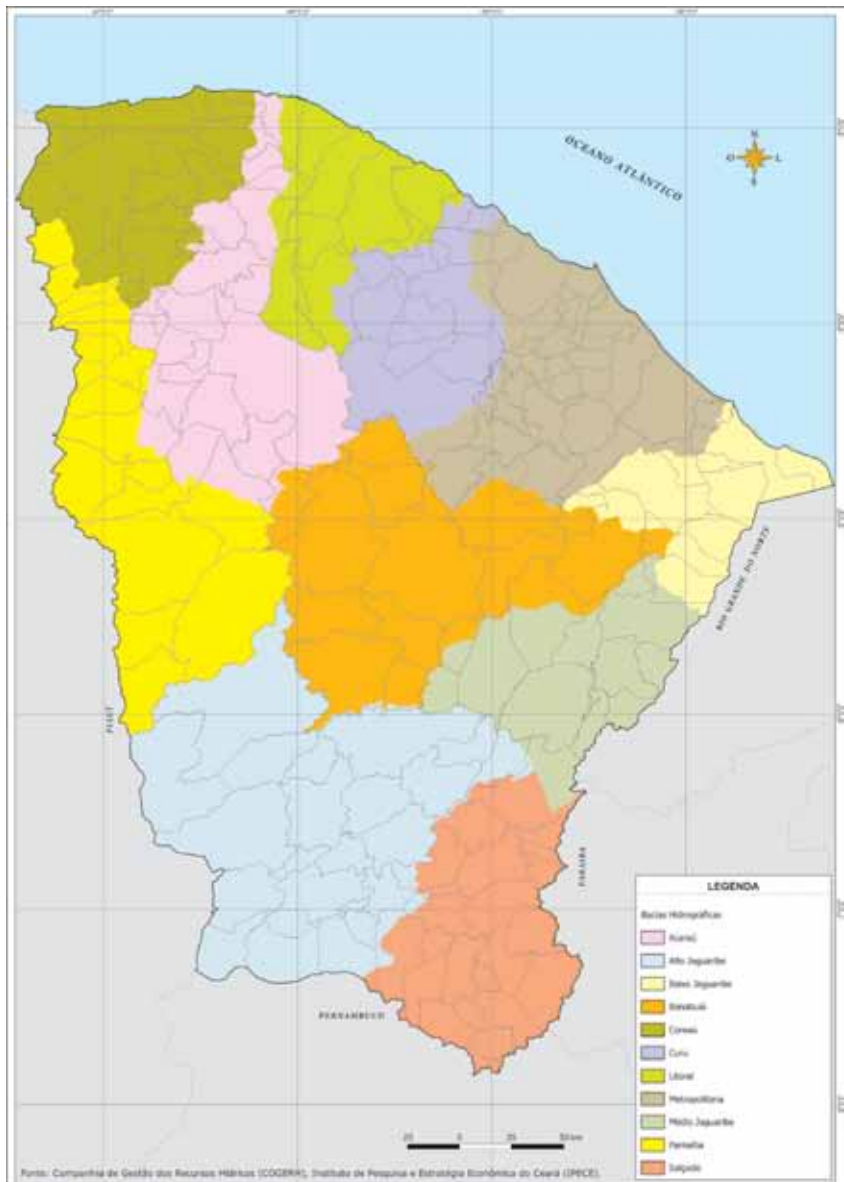 OCEANO ATLÂNTICO
N
O
L
S
RIO GRANDE DO NORTE
PIAUÍ
PARAÍBA
PERNAMBUCO
LEGENDA
Bacias Hidrográficas
Acaraú
Alto Jaguaribe
Baixo Jaguaribe
Banabuiú
Coreaú
Curu
Litoral
Metropolitana
Médio Jaguaribe
Parnaíba
Salgado
Fonte: Companhia de Gestão dos Recursos Hídricos (COGERH), Instituto de Pesquisa e Estratégia Econômica do Ceará (IPECE).